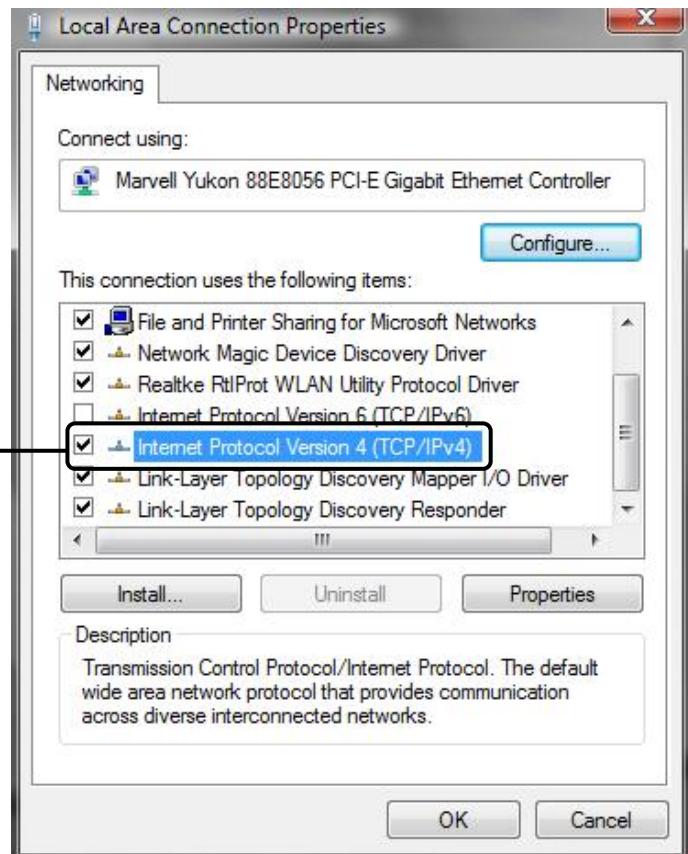 Local Area Connection Properties
Networking
Connect using:
Marvell Yukon 88E8056 PCI-E Gigabit Ethernet Controller
Configure...
This connection uses the following items:
File and Printer Sharing for Microsoft Networks
Network Magic Device Discovery Driver
Realtke RtlProt WLAN Utility Protocol Driver
Internet Protocol Version 6 (TCP/IPv6)
Internet Protocol Version 4 (TCP/IPv4)
Link-Layer Topology Discovery Mapper I/O Driver
Link-Layer Topology Discovery Responder
Install...
Uninstall
Properties
Description
Transmission Control Protocol/Internet Protocol. The default
wide area network protocol that provides communication
across diverse interconnected networks.
OK
Cancel